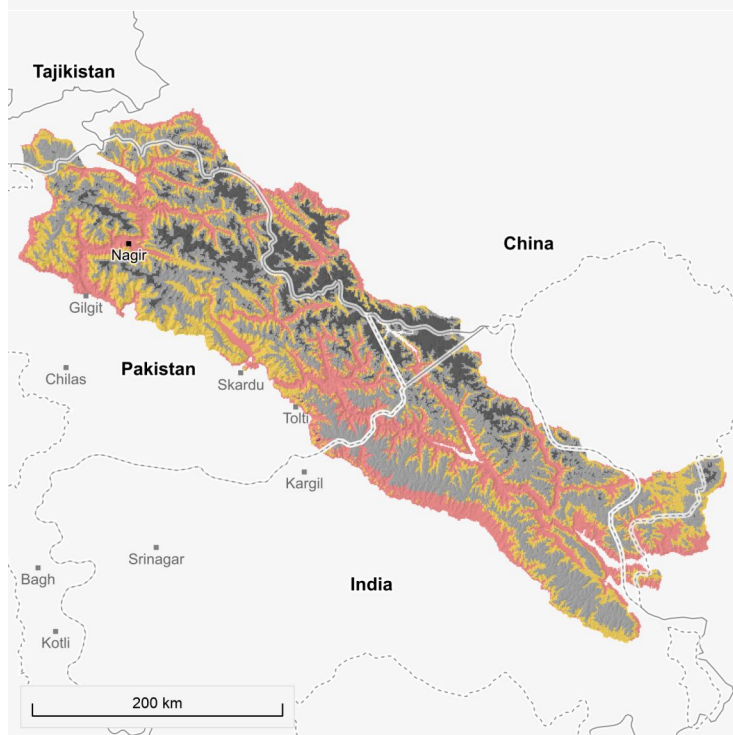 Tajikistan
China
Nagir
Gilgit
Pakistan
Chilas
Skardu
Tolti
Kargil
Srinagar
Bagh
India
Kotli
200 km